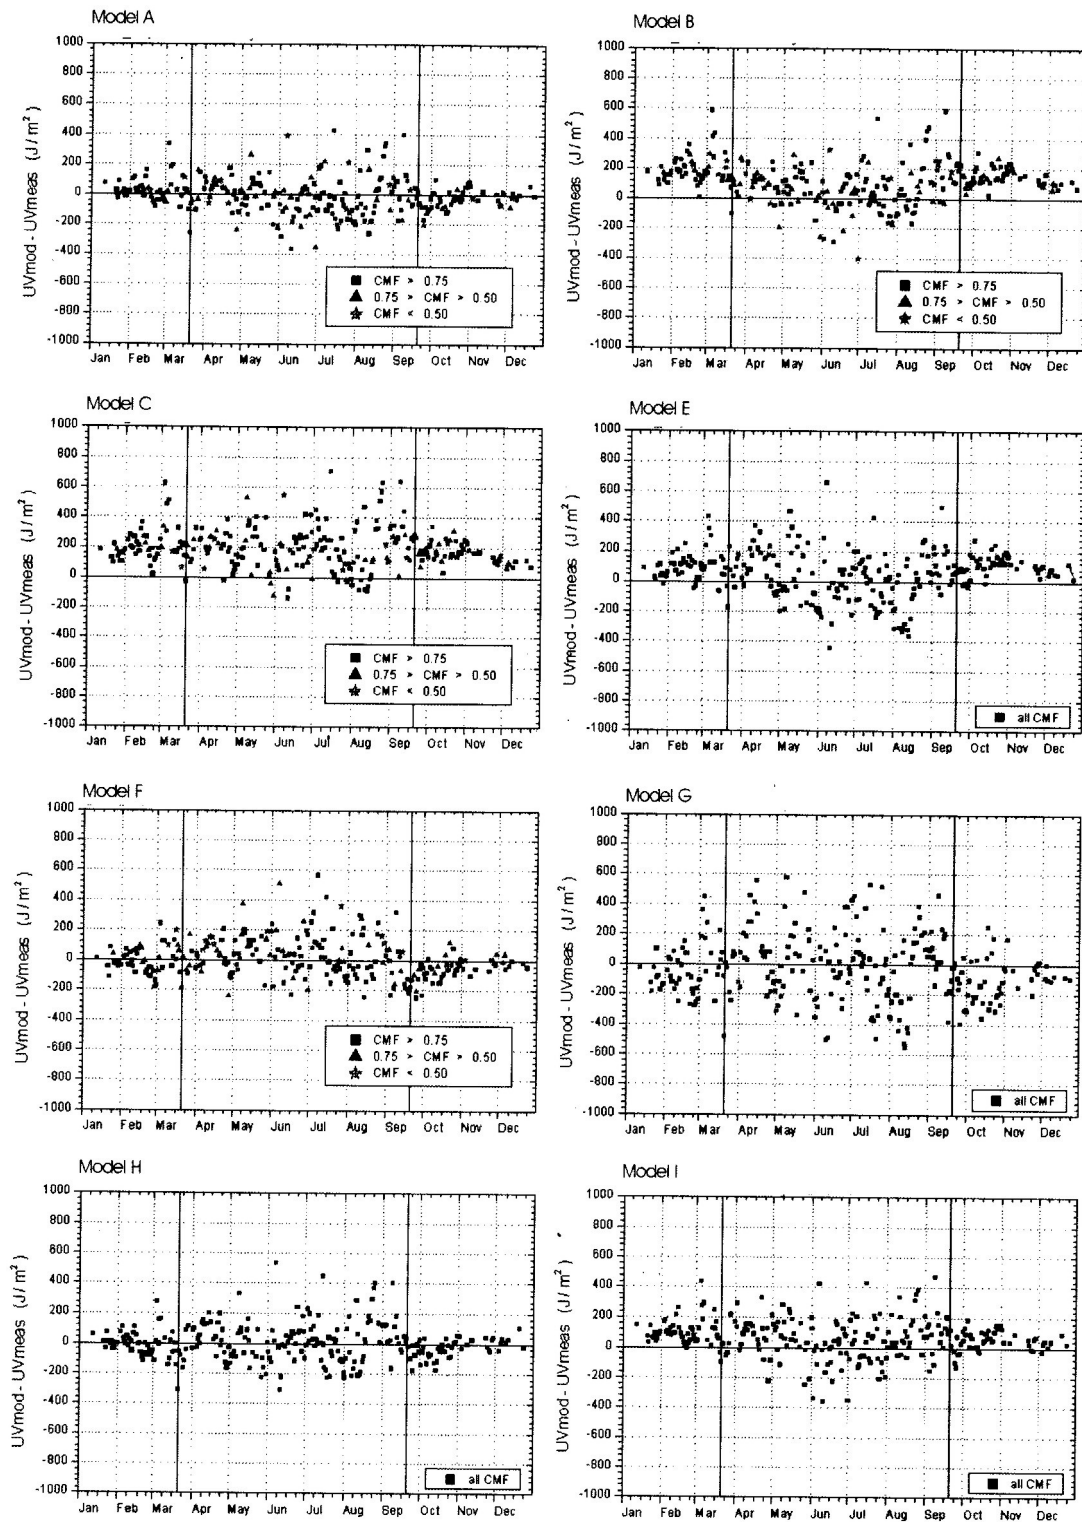 Model A
1000
800
600
400
200
0
-200
-400
-600
-800
-1000
UVmod - UVmeas (J / m²)
CMF > 0.75
0.75 > CMF > 0.50
CMF < 0.50
Jan Feb Mar Apr May Jun Jul Aug Sep Oct Nov Dec
Model B
1000
800
600
400
200
0
-200
-400
-600
-800
-1000
UVmod - UVmeas (J / m²)
CMF > 0.75
0.75 > CMF > 0.50
CMF < 0.50
Jan Feb Mar Apr May Jun Jul Aug Sep Oct Nov Dec
Model C
1000
800
600
400
200
0
-200
-400
-600
-800
-1000
UVmod - UVmeas (J / m²)
CMF > 0.75
0.75 > CMF > 0.50
CMF < 0.50
Jan Feb Mar Apr May Jun Jul Aug Sep Oct Nov Dec
Model E
1000
800
600
400
200
0
-200
-400
-600
-800
-1000
UVmod - UVmeas (J / m²)
all CMF
Jan Feb Mar Apr May Jun Jul Aug Sep Oct Nov Dec
Model F
1000
800
600
400
200
0
-200
-400
-600
-800
-1000
UVmod - UVmeas (J / m²)
CMF > 0.75
0.75 > CMF > 0.50
CMF < 0.50
Jan Feb Mar Apr May Jun Jul Aug Sep Oct Nov Dec
Model G
1000
800
600
400
200
0
-200
-400
-600
-800
-1000
UVmod - UVmeas (J / m²)
all CMF
Jan Feb Mar Apr May Jun Jul Aug Sep Oct Nov Dec
Model H
1000
800
600
400
200
0
-200
-400
-600
-800
-1000
UVmod - UVmeas (J / m²)
all CMF
Jan Feb Mar Apr May Jun Jul Aug Sep Oct Nov Dec
Model I
1000
800
600
400
200
0
-200
-400
-600
-800
-1000
UVmod - UVmeas (J / m²)
all CMF
Jan Feb Mar Apr May Jun Jul Aug Sep Oct Nov Dec